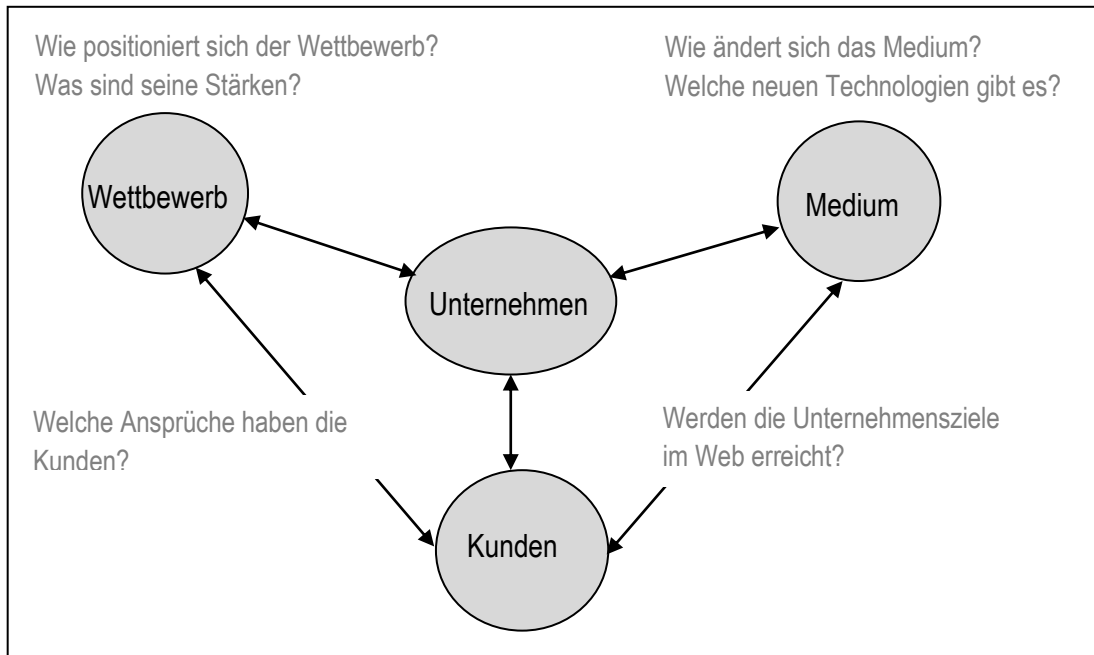 Wie positioniert sich der Wettbewerb?
Was sind seine Stärken?
Wie ändert sich das Medium?
Welche neuen Technologien gibt es?
Wettbewerb
Medium
Unternehmen
Welche Ansprüche haben die
Kunden?
Werden die Unternehmensziele
im Web erreicht?
Kunden